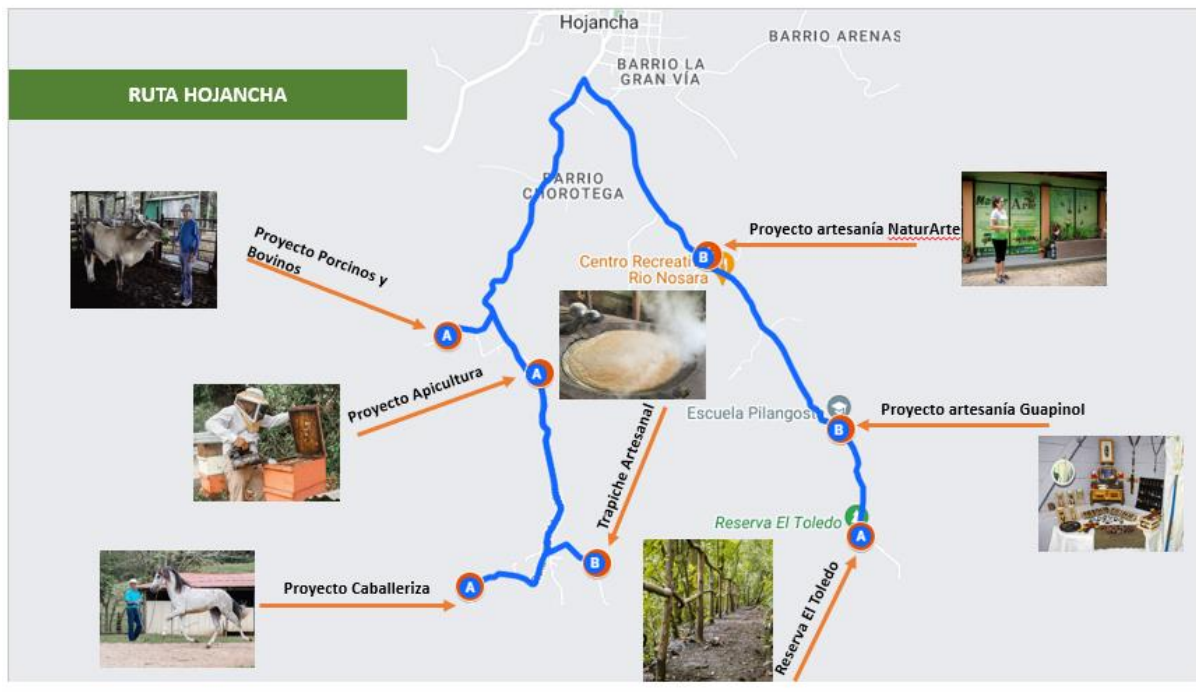 Hojancha
BARRIO ARENAS
BARRIO LA
GRAN VÍA
RUTA HOJANCHA
BARRIO
CHOROTEGA
Proyecto Porcinos y
Bovinos
Proyecto artesanía NaturArte
NaturArte
Centro Recreati
Rio Nosara
B
A
A
Proyecto Apicultura
Escuela Pilangosta
Proyecto artesanía Guapinol
B
Trapiche Artesanal
Reserva El Toledo
A
B
A
Proyecto Caballeriza
Reserva El Toledo